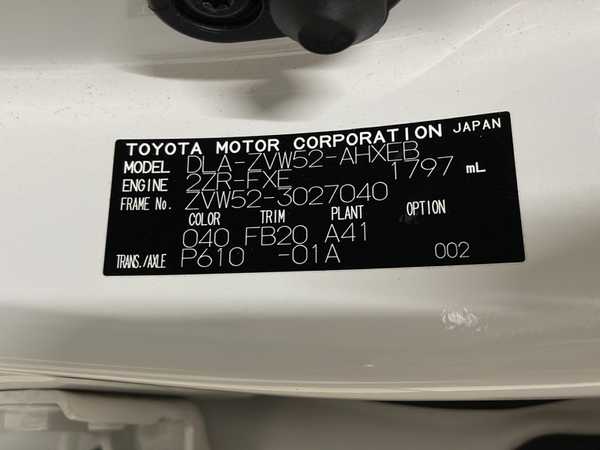 TOYOTA MOTOR CORPORATION JAPAN
MODEL DLA-ZVW52-AHXEB
ENGINE 2ZR-FXE 1797 mL
FRAME No. ZVW52-3027040
COLOR TRIM PLANT OPTION
040 FB20 A41
TRANS./AXLE P610 -01A 002